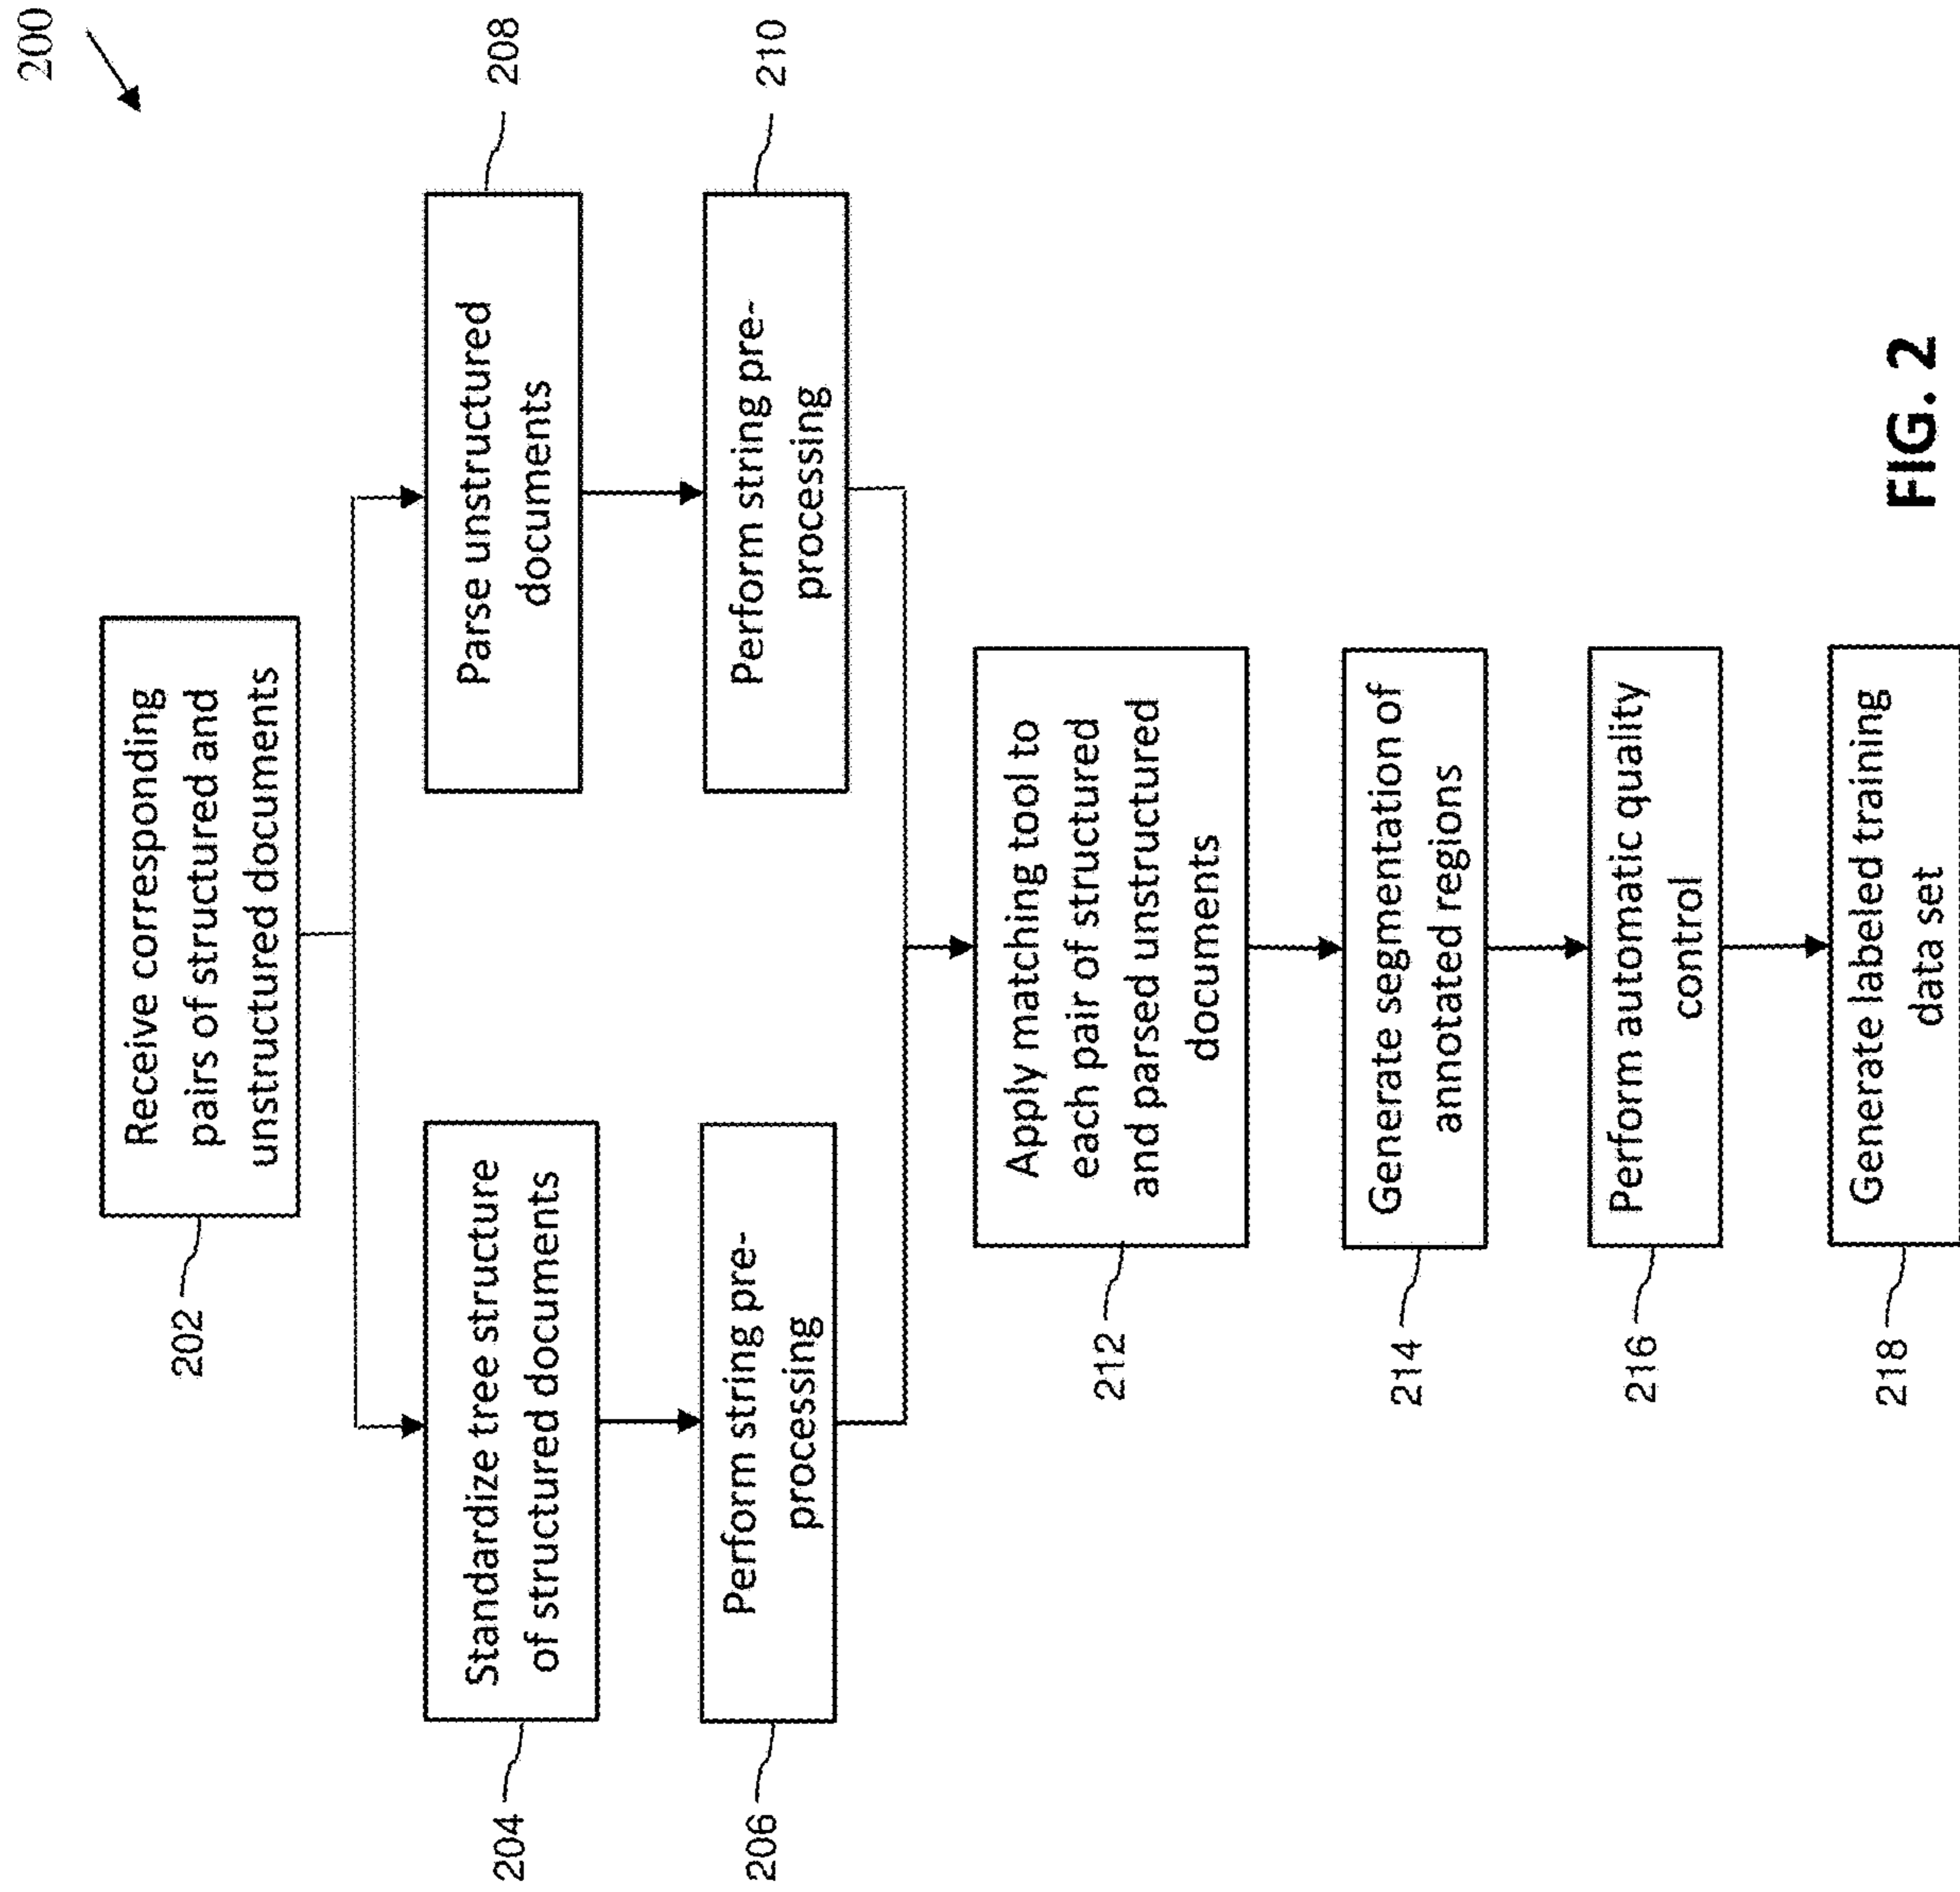 200
Receive corresponding
pairs of structured and
unstructured documents
202
Standardize tree structure
of structured documents
204
Parse unstructured
documents
208
Perform string pre-
processing
206
Perform string pre-
processing
210
Apply matching tool to
each pair of structured
and parsed unstructured
documents
212
Generate segmentation of
annotated regions
214
Perform automatic quality
control
216
Generate labeled training
data set
218
FIG. 2